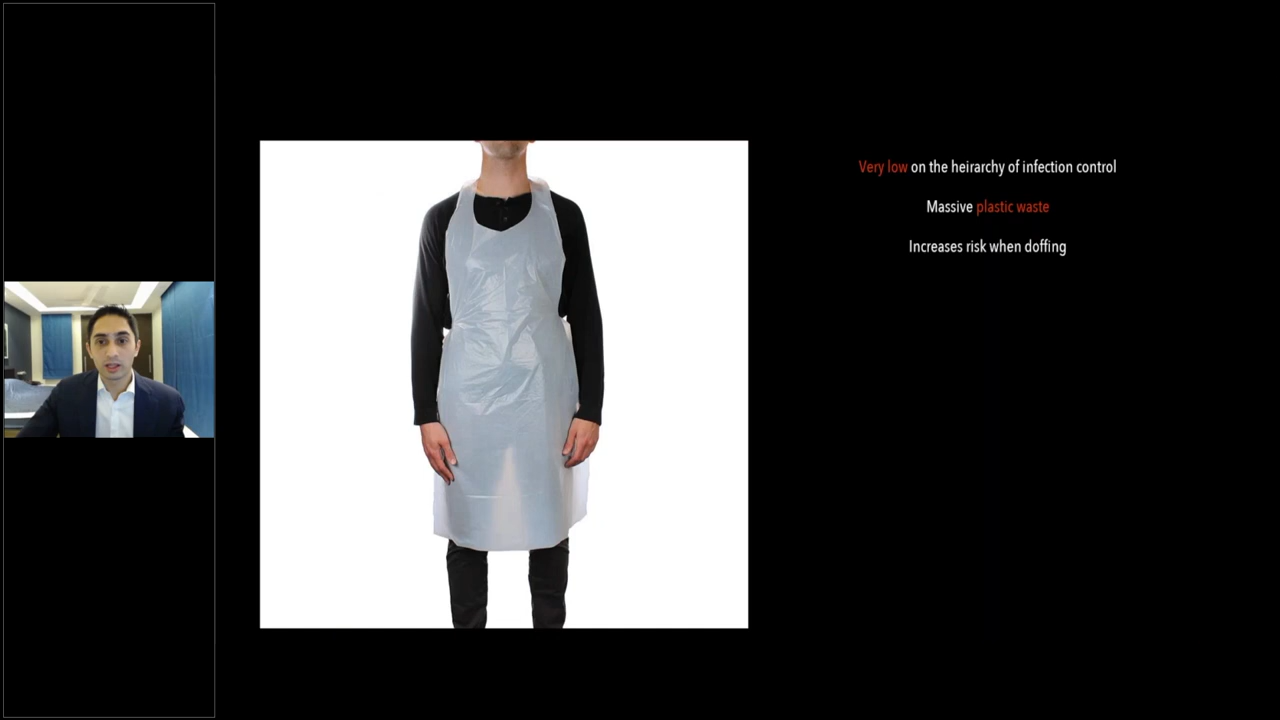 Very low on the heirarchy of infection control
Massive plastic waste
Increases risk when doffing